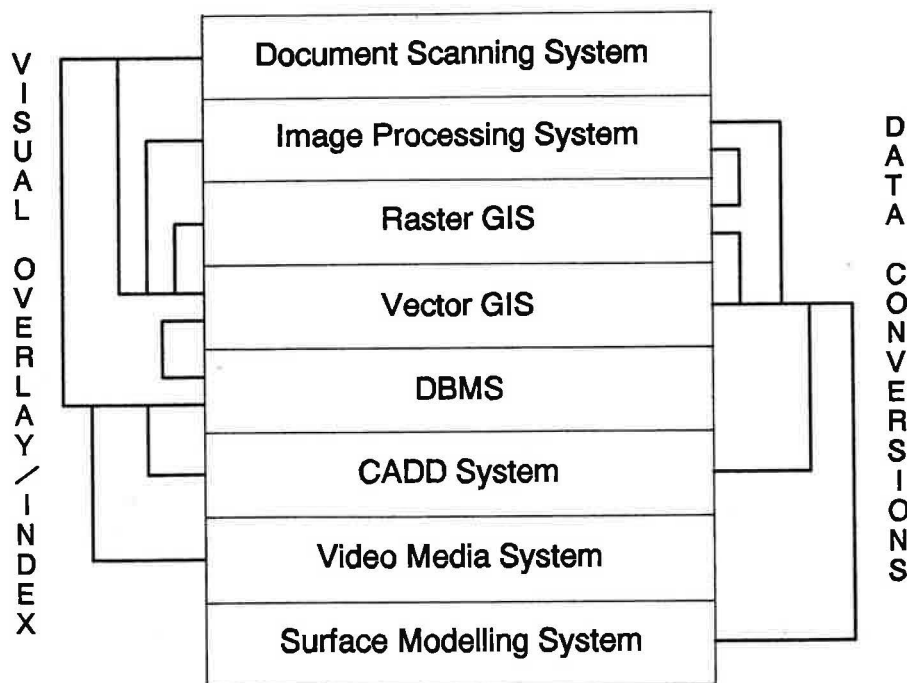 VISUAL OVERLAY/INDEX
Document Scanning System
Image Processing System
Raster GIS
Vector GIS
DBMS
CADD System
Video Media System
Surface Modelling System
DATA CONVERSIONS